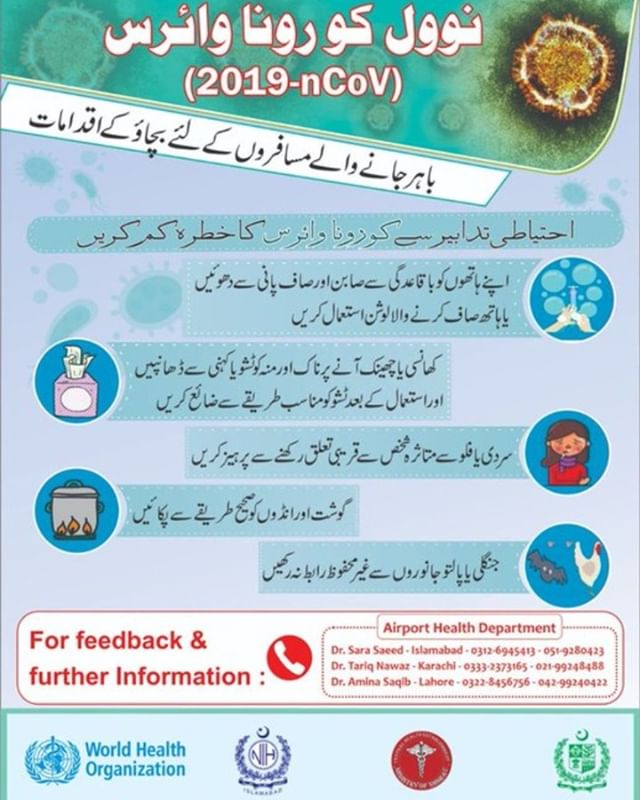 نوول کورونا وائرس
(2019-nCoV)
باہر جانے والے مسافروں کے لئے بچاؤ کے اقدامات
احتیاطی تدابیر سے کورونا وائرس کا خطرہ کم کریں
اپنے ہاتھوں کو باقاعدگی سے صابن اور صاف پانی سے دھوئیں
یا ہاتھ صاف کرنے والا لوشن استعمال کریں
کھانسی یا چھینک آنے پر ناک اور منہ کو ٹشو یا کہنی سے ڈھانپیں
اور استعمال کے بعد ٹشو کو مناسب طریقے سے ضائع کریں
سردی یا فلو سے متاثرہ شخص سے قریبی تعلق رکھنے سے پرہیز کریں
گوشت اور انڈوں کو صحیح طریقے سے پکائیں
جنگلی یا پالتو جانوروں سے غیر محفوظ رابطہ نہ رکھیں
For feedback &
further Information :
Airport Health Department
Dr. Sara Saeed - Islamabad - 0312-6945413 - 051-9280423
Dr. Tariq Nawaz - Karachi - 0333-2373165 - 021-99248488
Dr. Amina Saqib - Lahore - 0322-8456756 - 042-99240422
World Health
Organization
NIH
ISLAMABAD